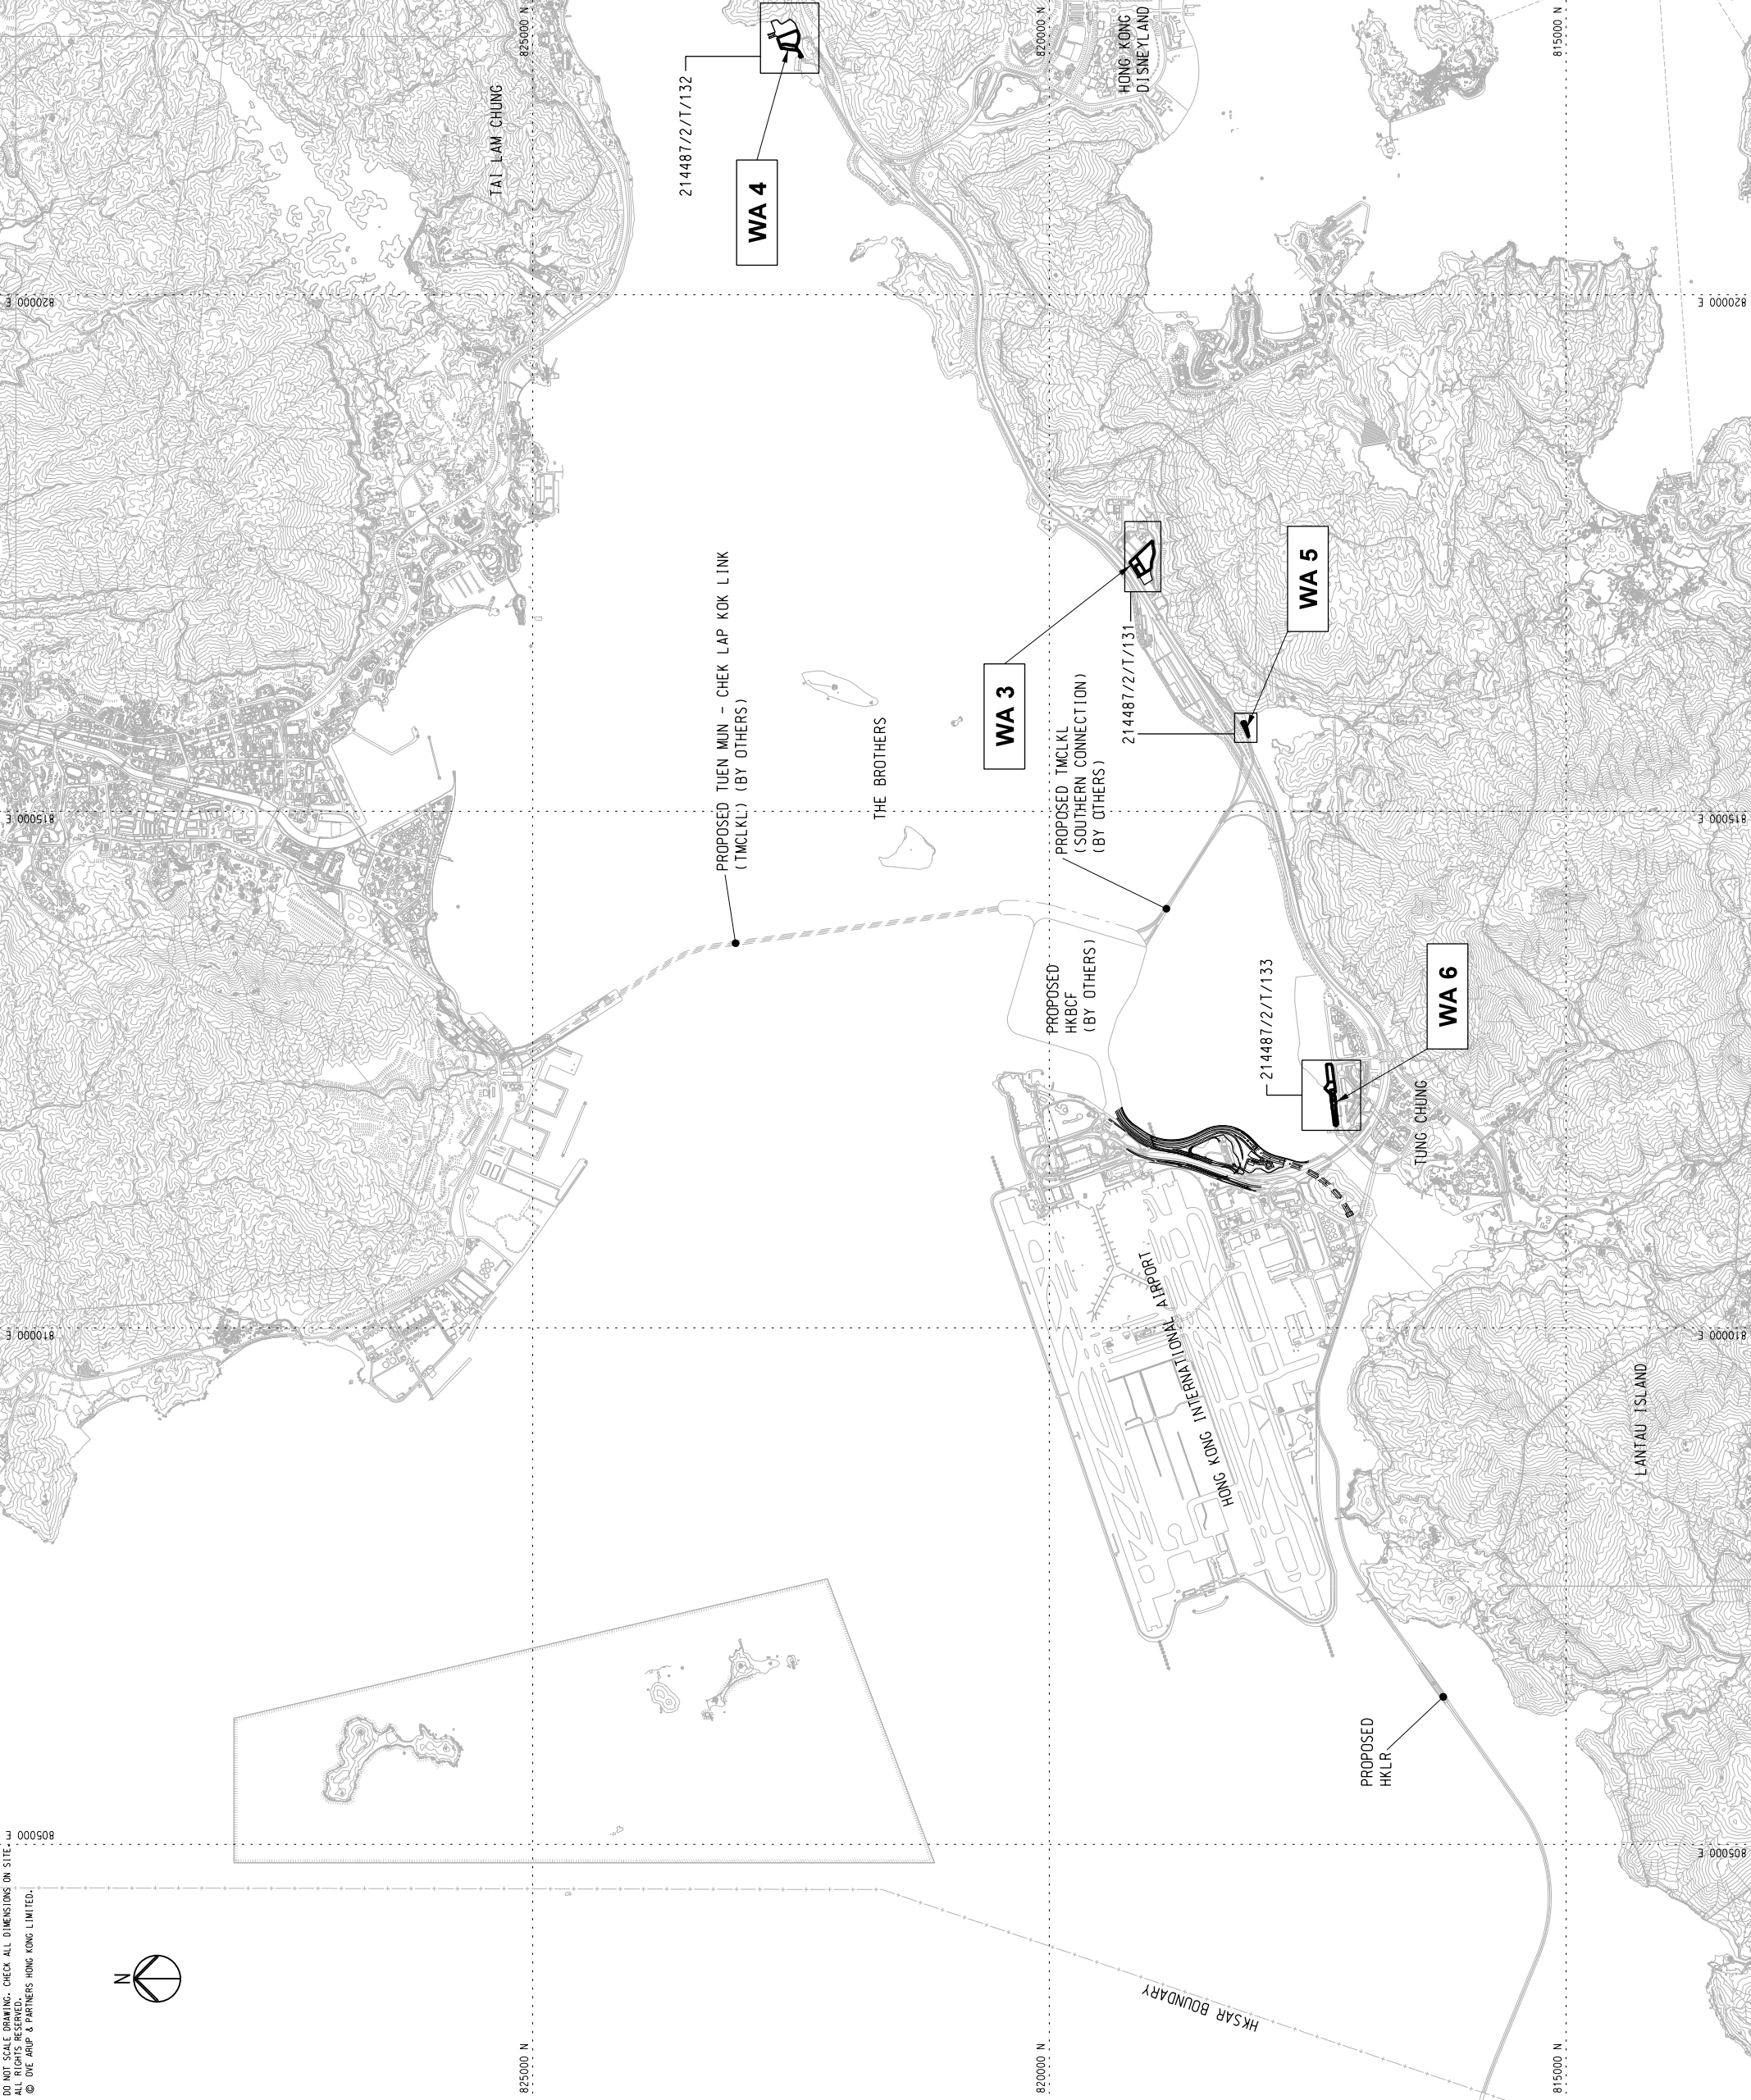 DO NOT SCALE DRAWING. CHECK ALL DIMENSIONS ON SITE.
ALL RIGHTS RESERVED.
© OVE ARUP & PARTNERS HONG KONG LIMITED.
N
805000 E
810000 E
815000 E
820000 E
825000 N
825000 N
TAI LAM CHUNG
214487/2/T/132
WA 4
PROPOSED TUEN MUN - CHEK LAP KOK LINK
(TMCLKL) (BY OTHERS)
THE BROTHERS
820000 N
820000 N
HONG KONG
DISNEYLAND
WA 3
214487/2/T/131
PROPOSED TMCLKL
(SOUTHERN CONNECTION)
(BY OTHERS)
PROPOSED
HKBCF
(BY OTHERS)
WA 5
214487/2/T/133
WA 6
TUNG CHUNG
HONG KONG INTERNATIONAL AIRPORT
LANTAU ISLAND
PROPOSED
HKLR
HKSAR BOUNDARY
815000 N
815000 N
805000 E
810000 E
815000 E
820000 E